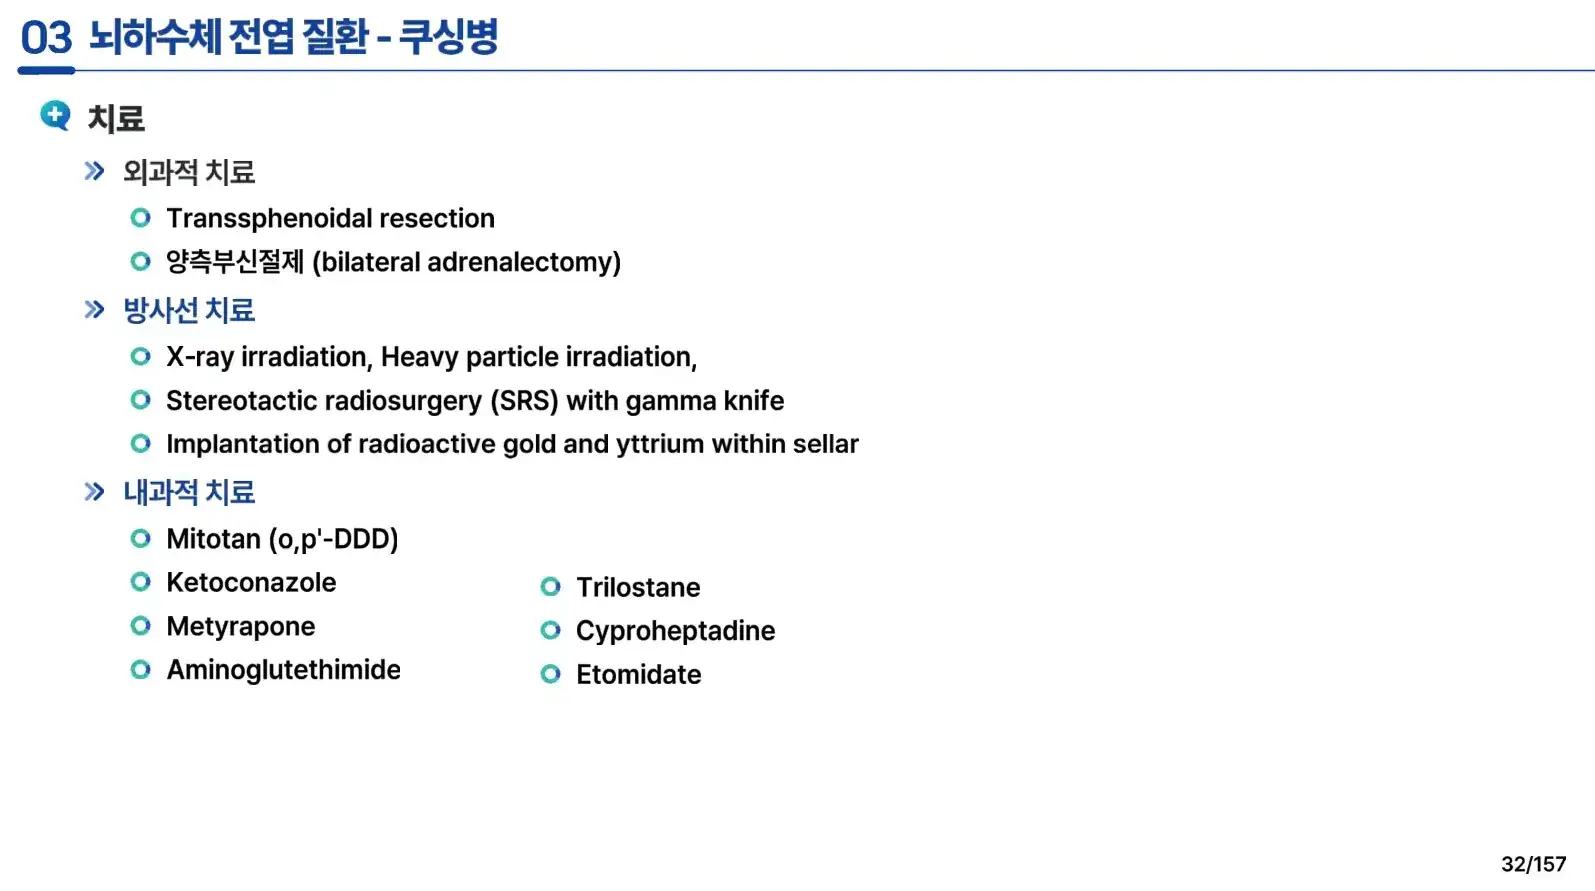 03 뇌하수체 전엽 질환 - 쿠싱병
치료
외과적 치료
Transsphenoidal resection
양측부신절제 (bilateral adrenalectomy)
방사선 치료
X-ray irradiation, Heavy particle irradiation,
Stereotactic radiosurgery (SRS) with gamma knife
Implantation of radioactive gold and yttrium within sellar
내과적 치료
Mitotan (o,p'-DDD)
Ketoconazole
Metyrapone
Aminoglutethimide
Trilostane
Cyproheptadine
Etomidate
32/157